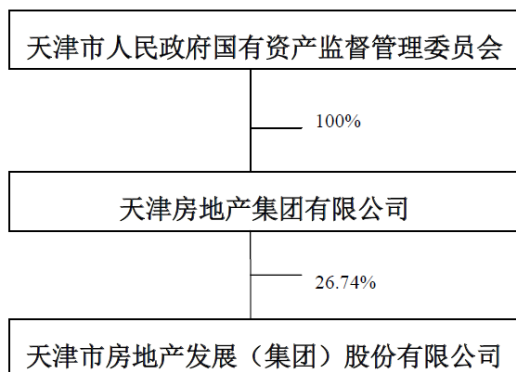 天津市人民政府国有资产监督管理委员会
100%
天津房地产集团有限公司
26.74%
天津市房地产发展（集团）股份有限公司